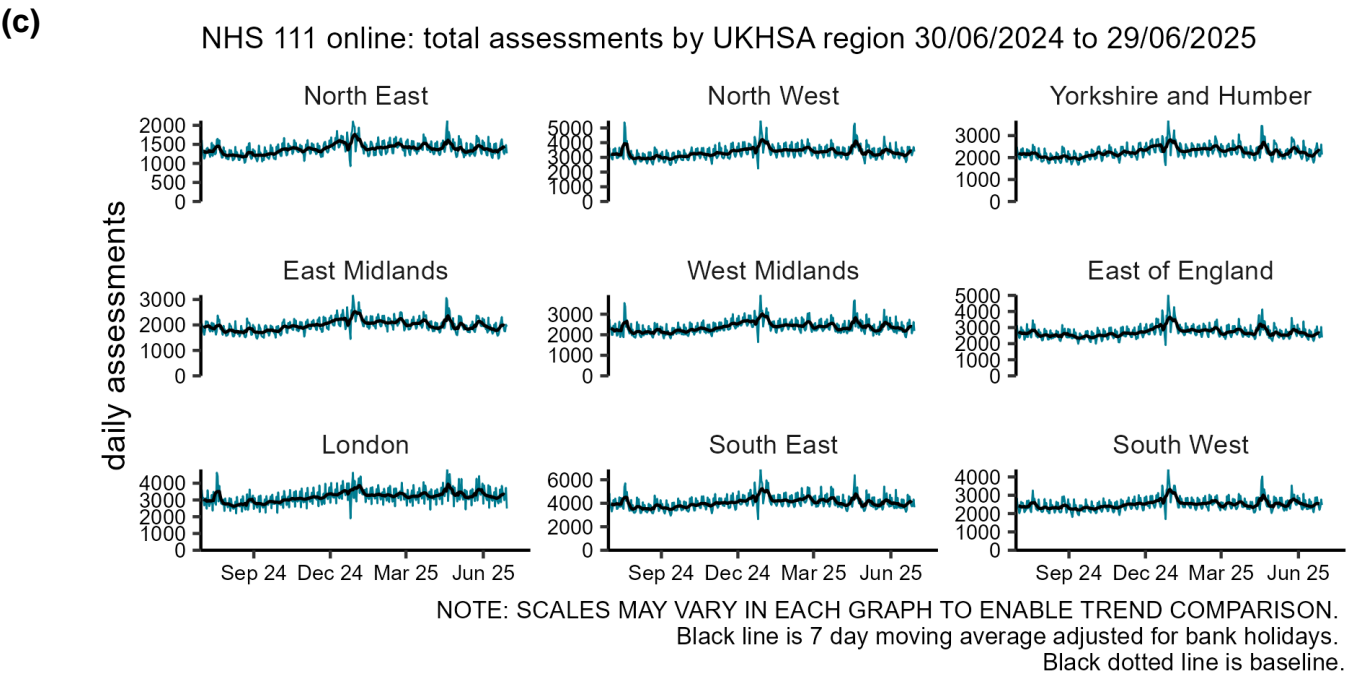 (c)
NHS 111 online: total assessments by UKHSA region 30/06/2024 to 29/06/2025
daily assessments
North East
2000
1500
1000
500
0
North West
5000
4000
3000
2000
1000
0
Yorkshire and Humber
3000
2000
1000
0
East Midlands
3000
2000
1000
0
West Midlands
3000
2000
1000
0
East of England
5000
4000
3000
2000
1000
0
London
4000
3000
2000
1000
0
Sep 24 Dec 24 Mar 25 Jun 25
South East
6000
4000
2000
0
Sep 24 Dec 24 Mar 25 Jun 25
South West
4000
3000
2000
1000
0
Sep 24 Dec 24 Mar 25 Jun 25
NOTE: SCALES MAY VARY IN EACH GRAPH TO ENABLE TREND COMPARISON.
Black line is 7 day moving average adjusted for bank holidays.
Black dotted line is baseline.